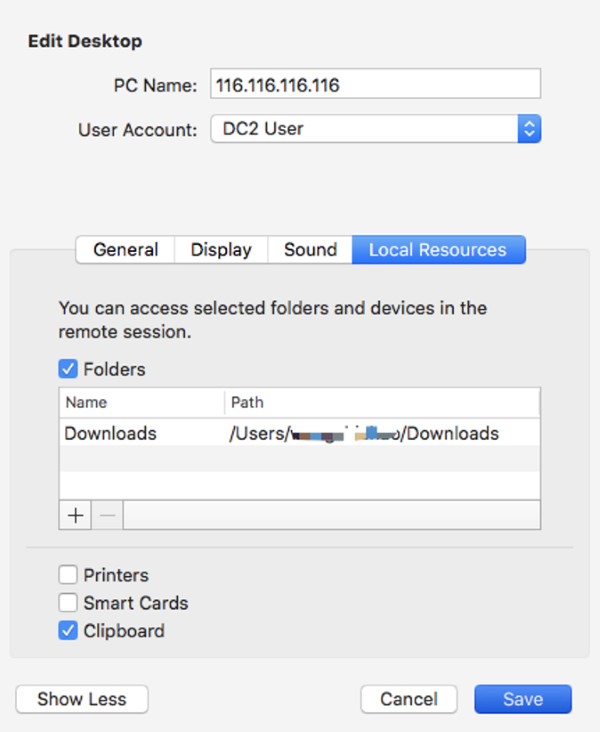 Edit Desktop
PC Name: 116.116.116.116
User Account: DC2 User
General Display Sound Local Resources
You can access selected folders and devices in the
remote session.
Folders
Name Path
Downloads /Users/ /Downloads
+ −
Printers
Smart Cards
Clipboard
Show Less Cancel Save